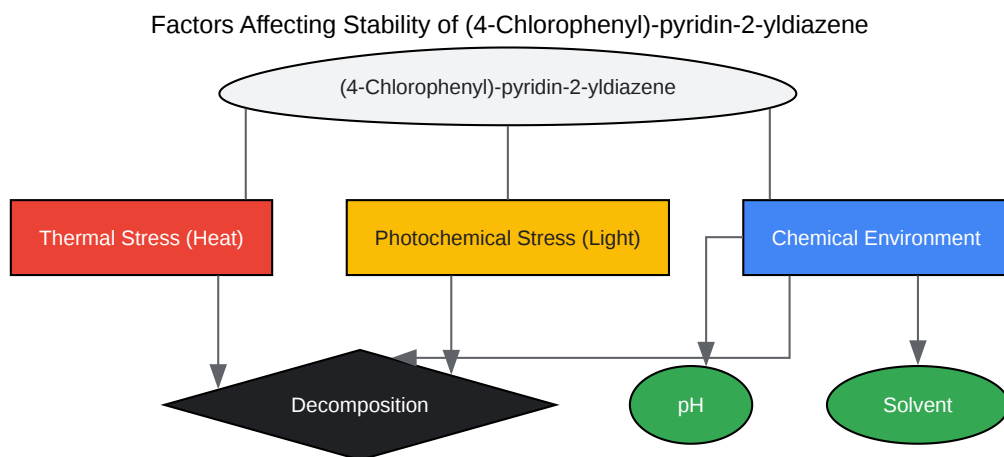 Factors Affecting Stability of (4-Chlorophenyl)-pyridin-2-yldiazene
(4-Chlorophenyl)-pyridin-2-yldiazene
Thermal Stress (Heat)
Photochemical Stress (Light)
Chemical Environment
Decomposition
pH
Solvent